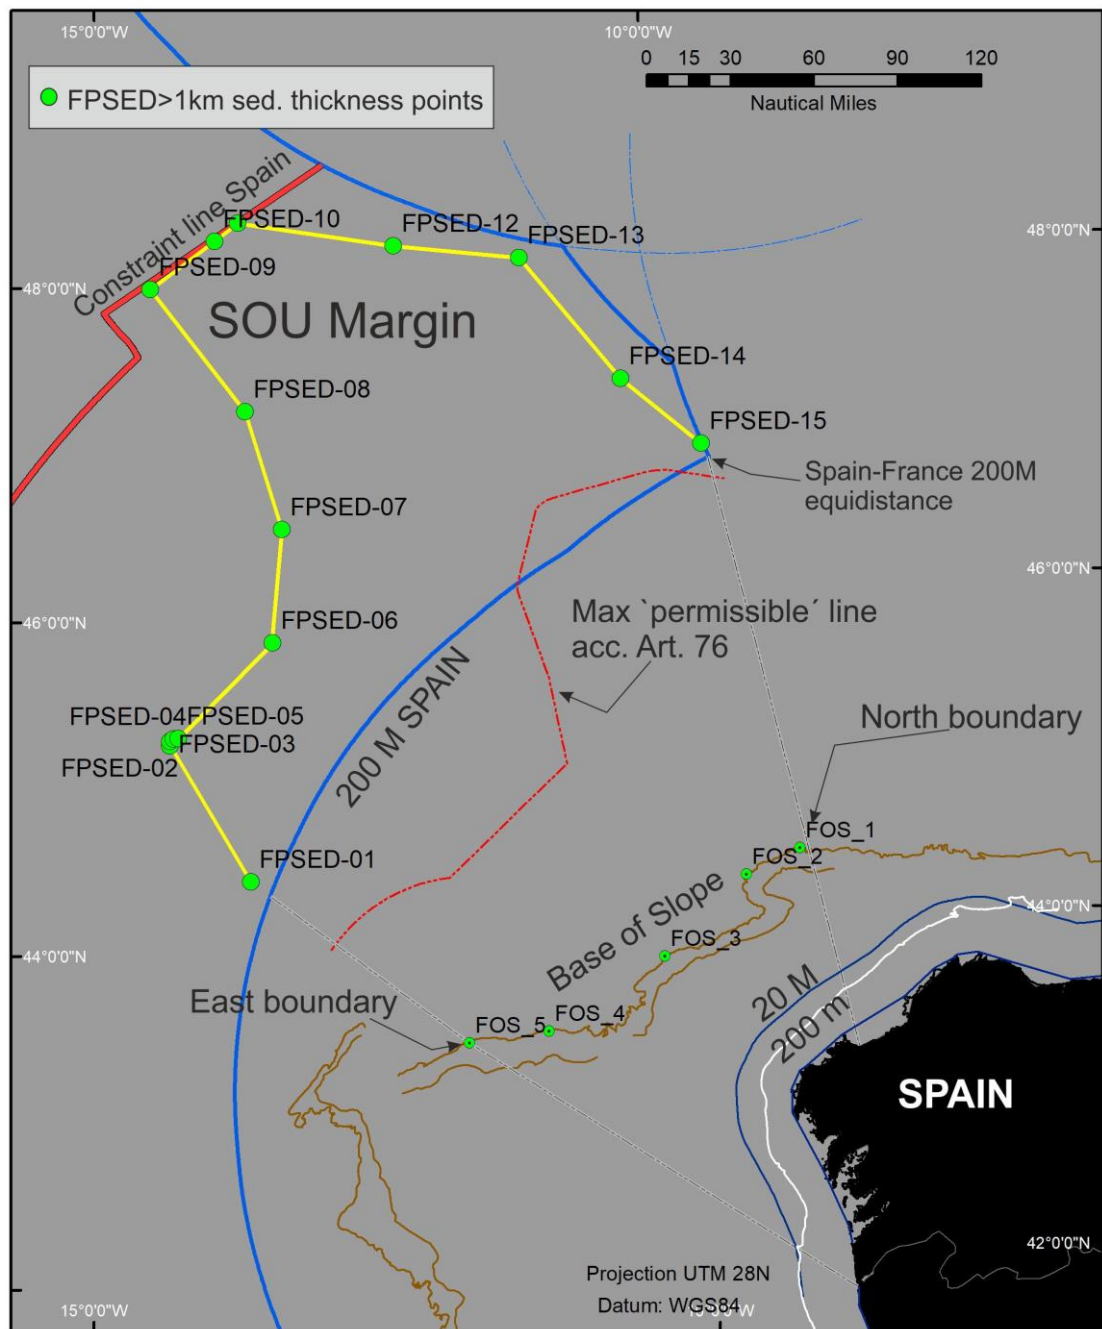 15°0'0"W
10°0'0"W
0 15 30 60 90 120
Nautical Miles
FPSED>1km sed. thickness points
Constraint line Spain
FPSED-10
FPSED-12
FPSED-13
48°0'0"N
FPSED-09
48°0'0"N
SOU Margin
FPSED-14
FPSED-08
FPSED-15
Spain-France 200M
equidistance
FPSED-07
46°0'0"N
Max `permissible´ line
acc. Art. 76
46°0'0"N
FPSED-06
200 M SPAIN
FPSED-04
FPSED-05
FPSED-03
FPSED-02
North boundary
FOS_1
FPSED-01
FOS_2
44°0'0"N
Base of Slope
FOS_3
44°0'0"N
20 M
200 m
East boundary
FOS_5
FOS_4
SPAIN
42°0'0"N
Projection UTM 28N
Datum: WGS84
15°0'0"W